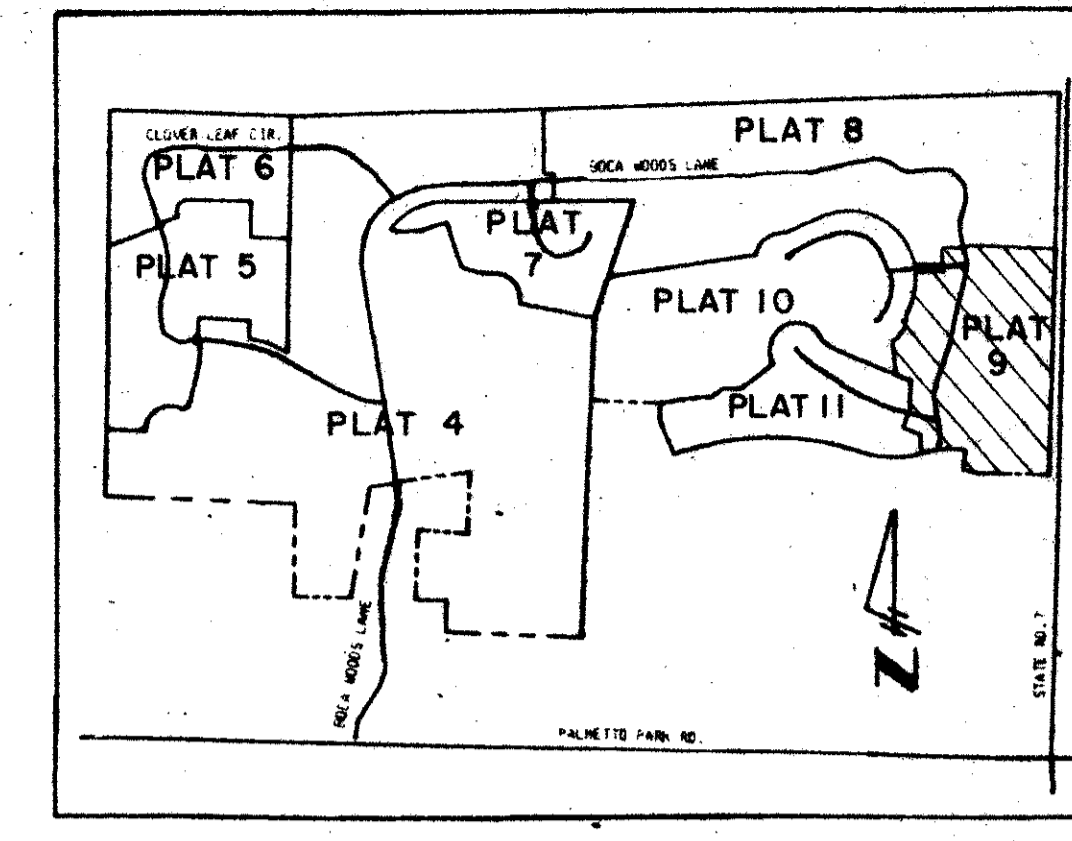 PLAT 8
CLOVER LEAF CIR.
PLAT 6
BOCA WOODS LANE
PLAT
7
PLAT 5
PLAT 10
PLAT
9
PLAT 11
PLAT 4
BOCA WOODS LANE
STATE RD. 7
N
PALMETTO PARK RD.